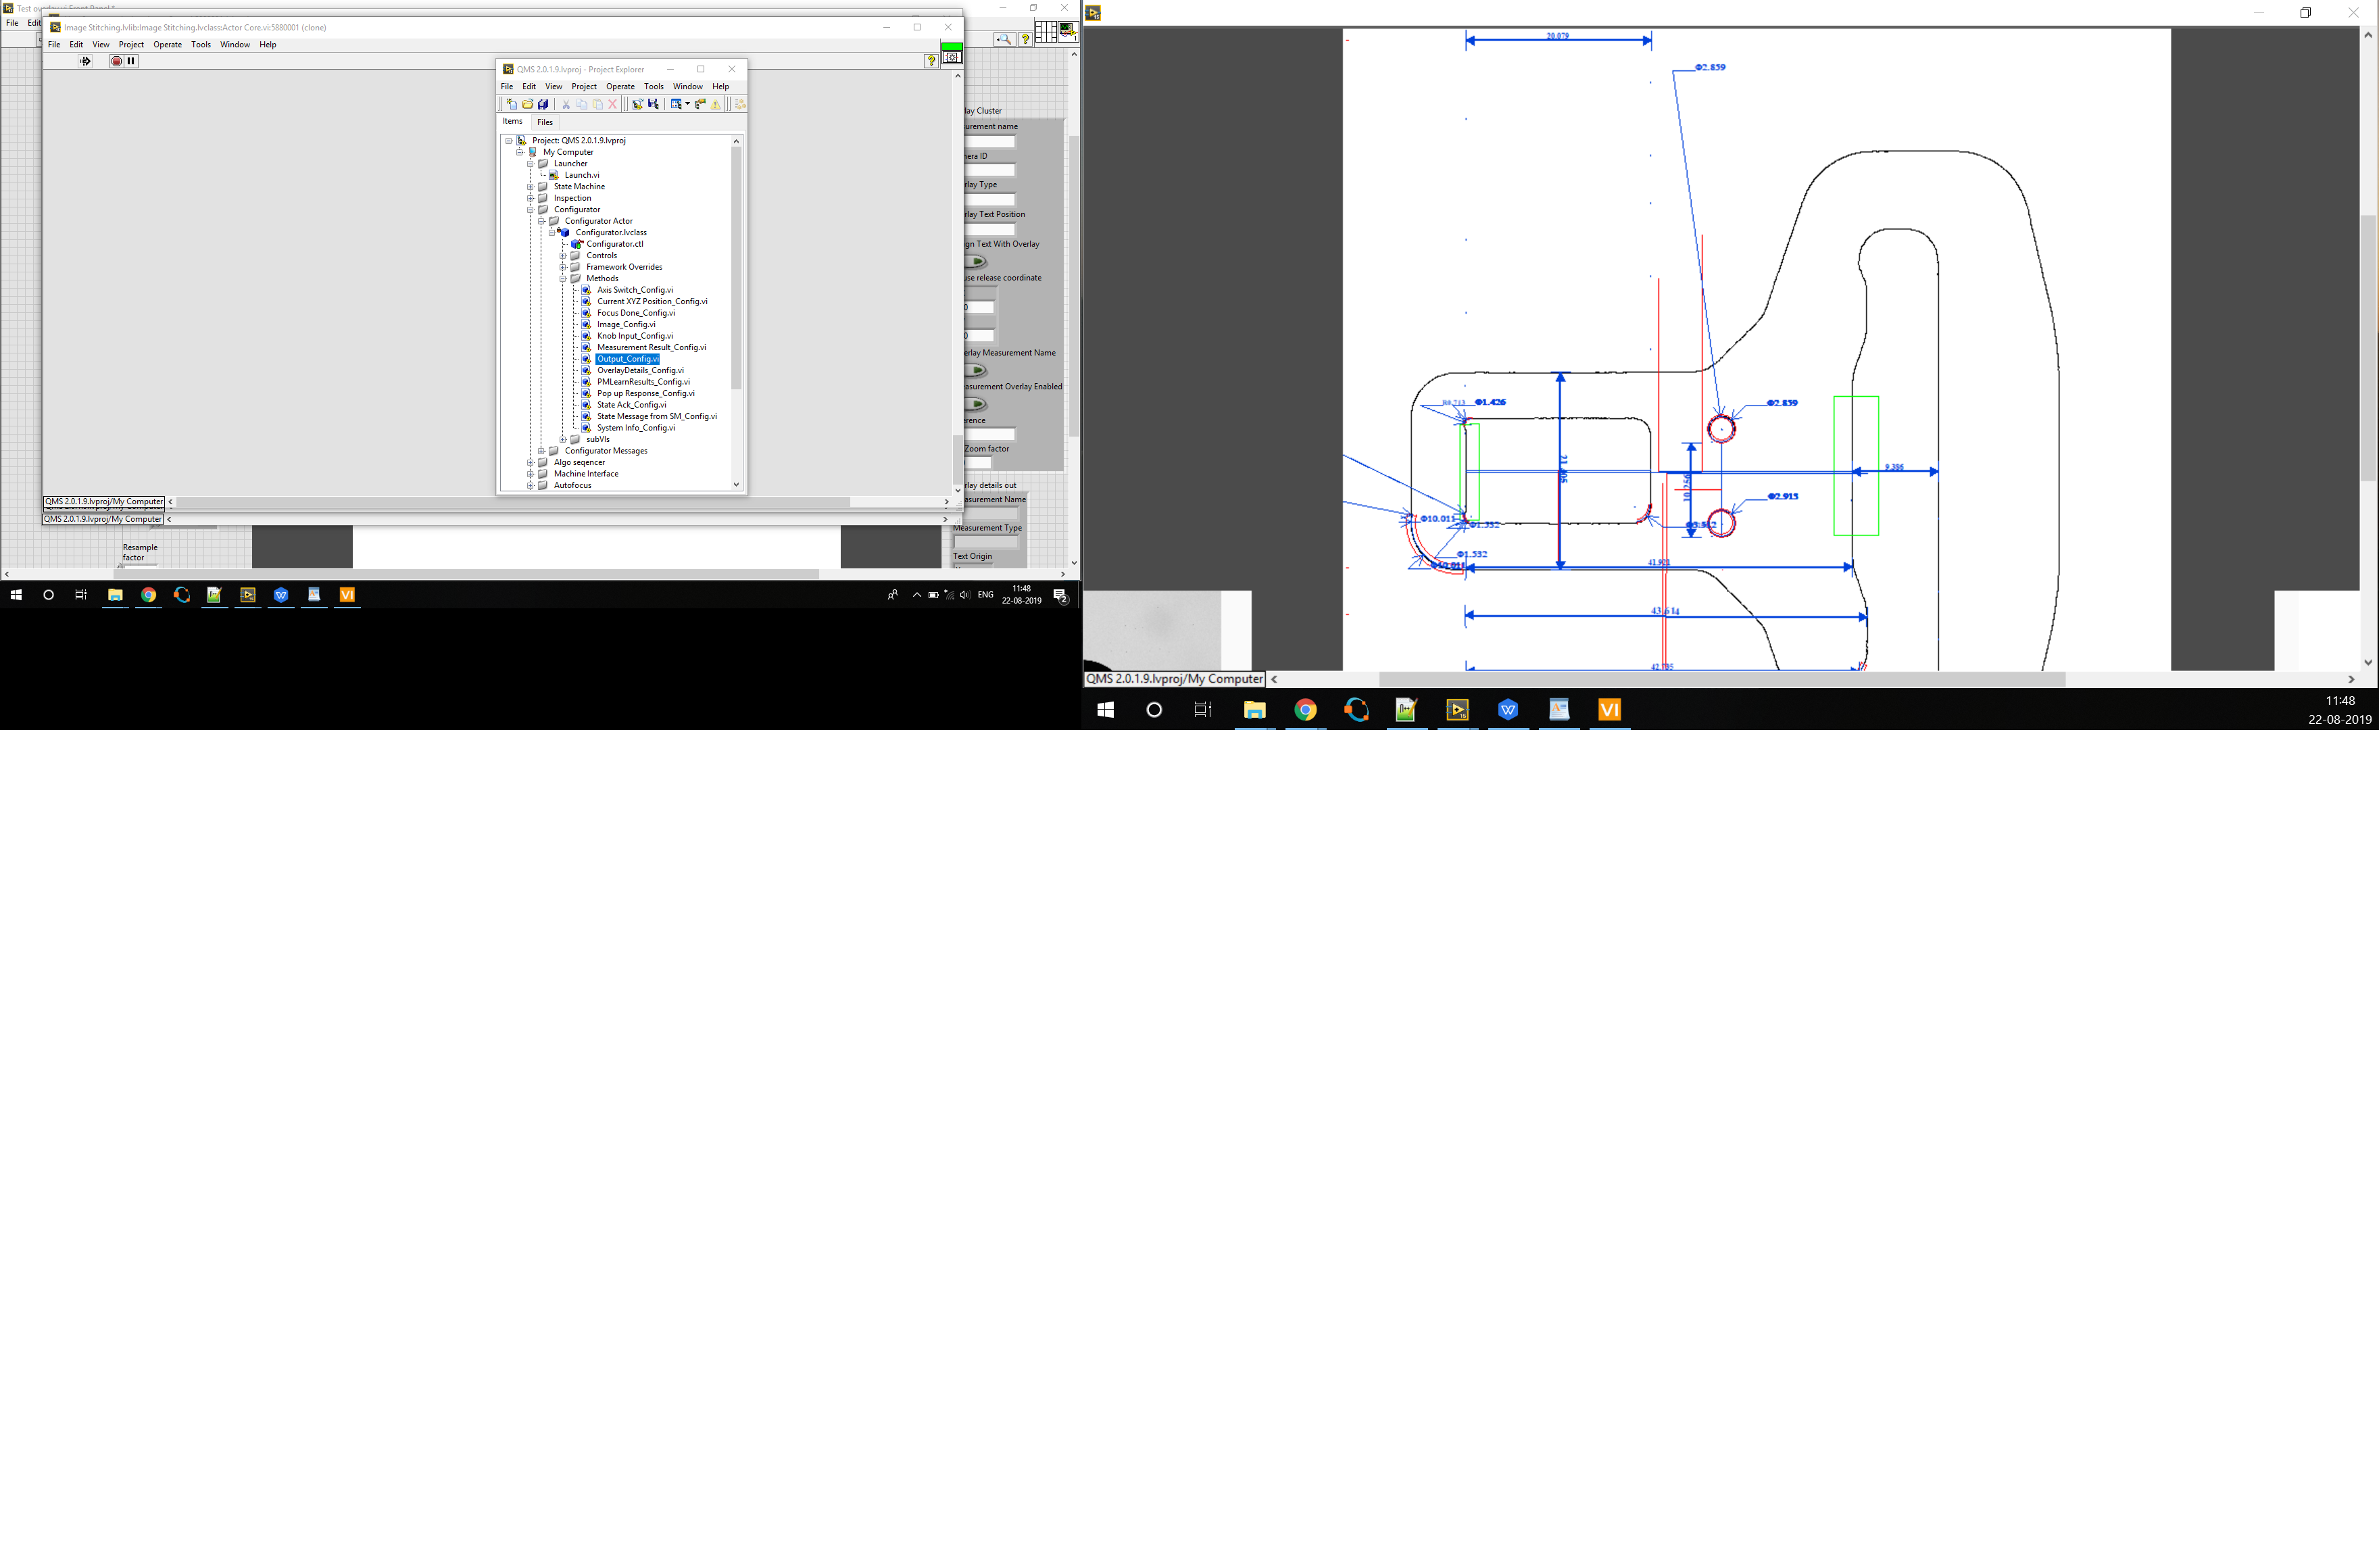 Image Stitching.lvlib:Image Stitching.lvclass:Actor Core.vi:5880001 (clone)
File Edit View Project Operate Tools Window Help
QMS 2.0.1.9.lvproj - Project Explorer
File Edit View Project Operate Tools Window Help
Items Files
Project: QMS 2.0.1.9.lvproj
My Computer
Launcher
Launch.vi
State Machine
Inspection
Configurator
Configurator Actor
Configurator.lvclass
Configurator.ctl
Controls
Framework Overrides
Methods
Axis Switch_Config.vi
Current XYZ Position_Config.vi
Focus Done_Config.vi
Image_Config.vi
Knob Input_Config.vi
Measurement Result_Config.vi
Output_Config.vi
OverlayDetails_Config.vi
PMLearnResults_Config.vi
Pop up Response_Config.vi
State Ack_Config.vi
State Message from SM_Config.vi
System Info_Config.vi
subVIs
Configurator Messages
Algo seqencer
Machine Interface
Autofocus
File Edit
lay Cluster
urement name
era ID
rlay Type
rlay Text Position
gn Text With Overlay
use release coordinate
0
0
erlay Measurement Name
asurement Overlay Enabled
rence
Zoom factor
rlay details out
asurement Name
Measurement Type
Text Origin
QMS 2.0.1.9.lvproj/My Computer
QMS 2.0.1.9.lvproj/My Computer
Resample
factor
ENG
11:48
22-08-2019
2
20.079
Φ2.859
Φ1.426
Φ2.859
9.386
10.256
Φ2.915
Φ10.011
Φ1.532
Φ1.532
41.921
43.614
QMS 2.0.1.9.lvproj/My Computer
11:48
22-08-2019